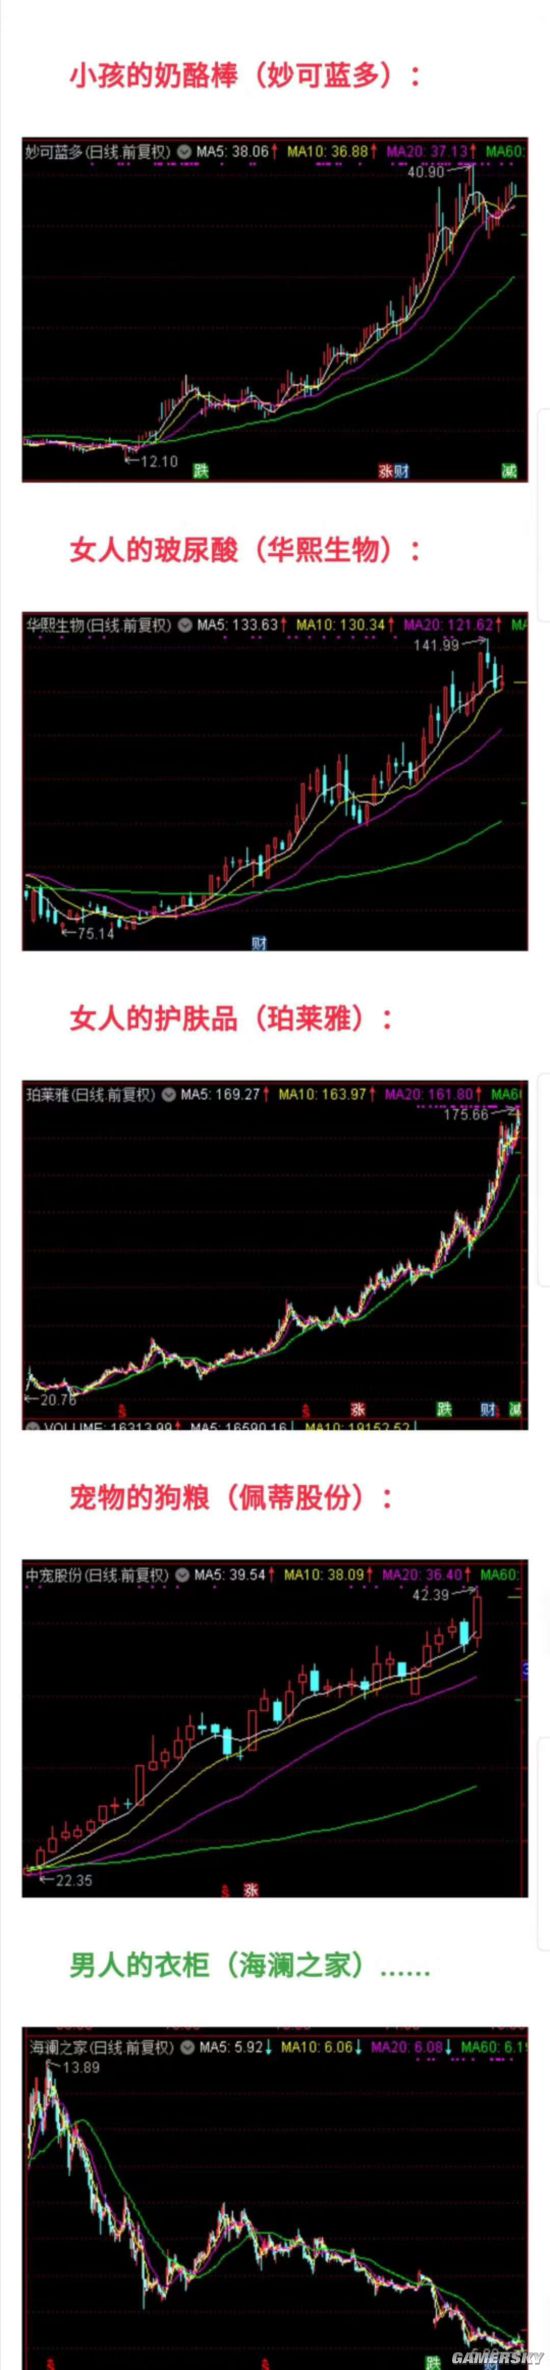 小孩的奶酪棒（妙可蓝多）：
妙可蓝多(日线.前复权) MA5: 38.06↑ MA10: 36.88↑ MA20: 37.13↑ MA60:
40.90
←12.10
跌 涨 财 减
女人的玻尿酸（华熙生物）：
华熙生物(日线.前复权) MA5: 133.63↑ MA10: 130.34↑ MA20: 121.62↑ MA
141.99
←75.14
财
女人的护肤品（珀莱雅）：
珀莱雅(日线.前复权) MA5: 169.27↑ MA10: 163.97↑ MA20: 161.80↑ MA60
175.66
←20.76
涨 跌 财 减
VOLUME: 16313.99↑ MA5: 16590.16↓ MA10: 19152.52↓
宠物的狗粮（佩蒂股份）：
中宠股份(日线.前复权) MA5: 39.54↑ MA10: 38.09↑ MA20: 36.40↑ MA60:
42.39
←22.35
涨
男人的衣柜（海澜之家）……
海澜之家(日线.前复权) MA5: 5.92↓ MA10: 6.06↓ MA20: 6.08↓ MA60: 6.19
13.89
跌 财
GAMERSKY